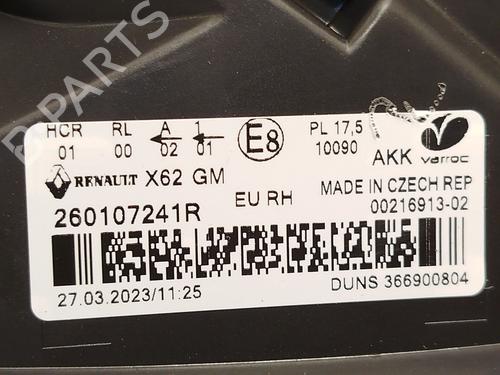 B-PARTS
HCR RL A 1 E8 PL 17,5
01 00 02 01 10090 AKK varroc
RENAULT X62 GM
EU RH MADE IN CZECH REP
260107241R 00216913-02
27.03.2023/11:25 DUNS 366900804